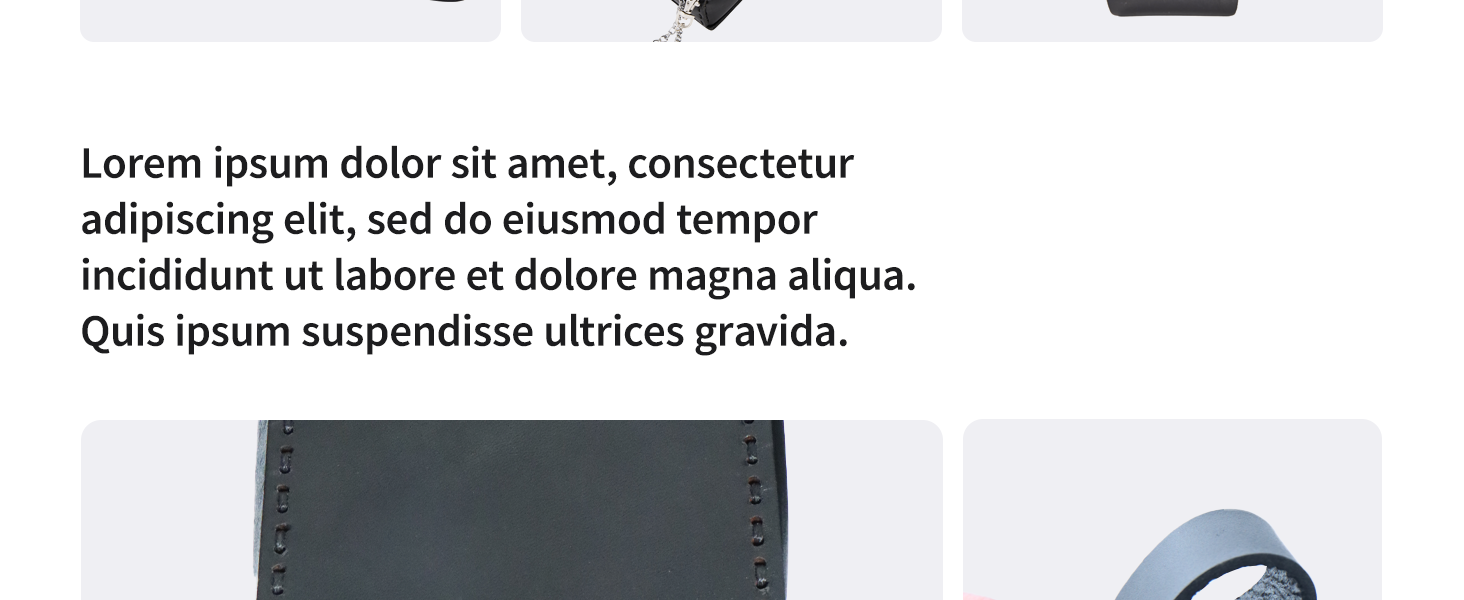 Lorem ipsum dolor sit amet, consectetur
adipiscing elit, sed do eiusmod tempor
incididunt ut labore et dolore magna aliqua.
Quis ipsum suspendisse ultrices gravida.